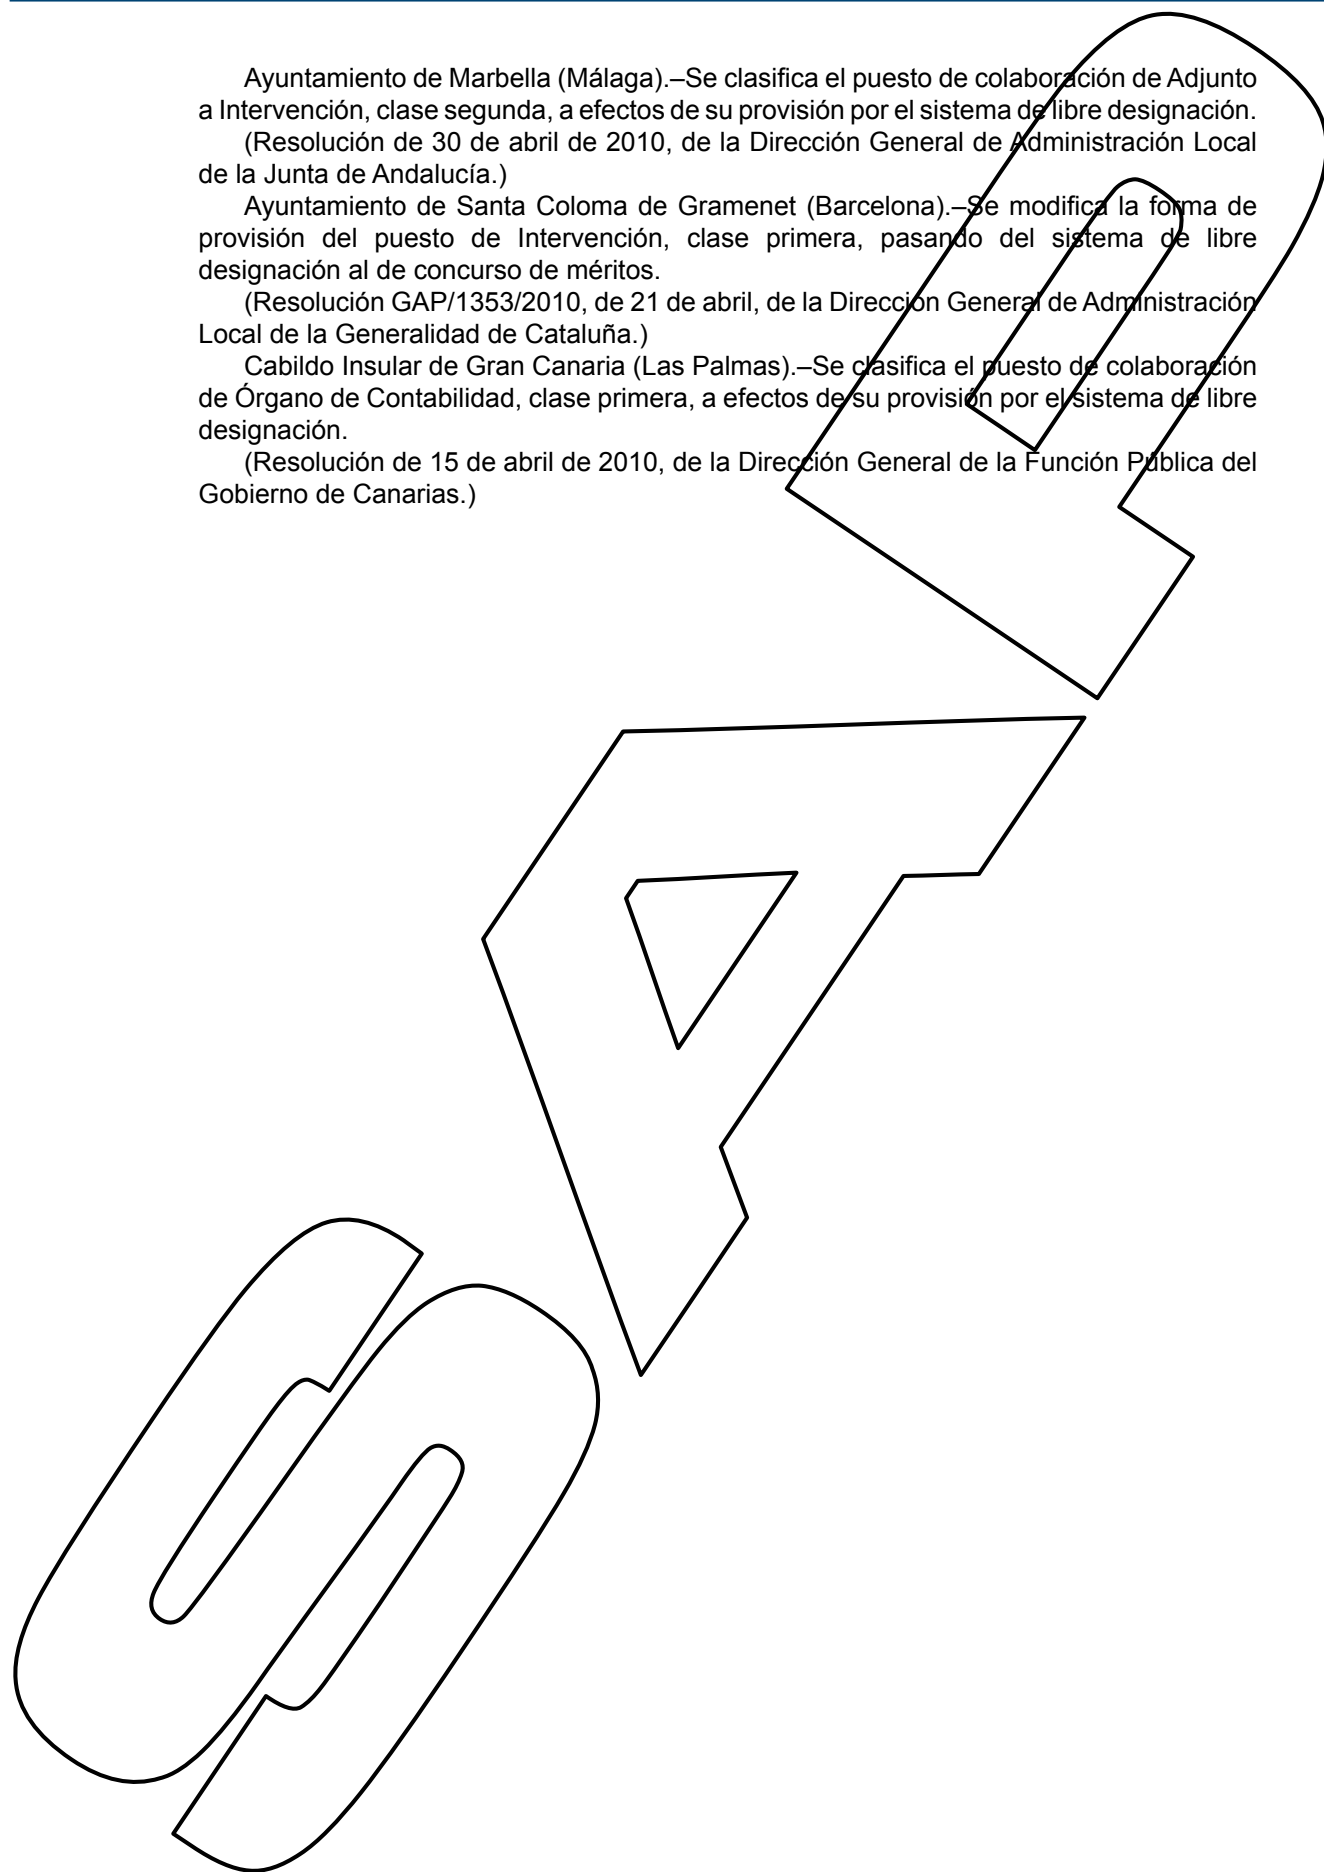 Ayuntamiento de Marbella (Málaga).–Se clasifica el puesto de colaboración de Adjunto
a Intervención, clase segunda, a efectos de su provisión por el sistema de libre designación.
(Resolución de 30 de abril de 2010, de la Dirección General de Administración Local
de la Junta de Andalucía.)
Ayuntamiento de Santa Coloma de Gramenet (Barcelona).–Se modifica la forma de
provisión del puesto de Intervención, clase primera, pasando del sistema de libre
designación al de concurso de méritos.
(Resolución GAP/1353/2010, de 21 de abril, de la Dirección General de Administración
Local de la Generalidad de Cataluña.)
Cabildo Insular de Gran Canaria (Las Palmas).–Se clasifica el puesto de colaboración
de Órgano de Contabilidad, clase primera, a efectos de su provisión por el sistema de libre
designación.
(Resolución de 15 de abril de 2010, de la Dirección General de la Función Pública del
Gobierno de Canarias.)
SAP